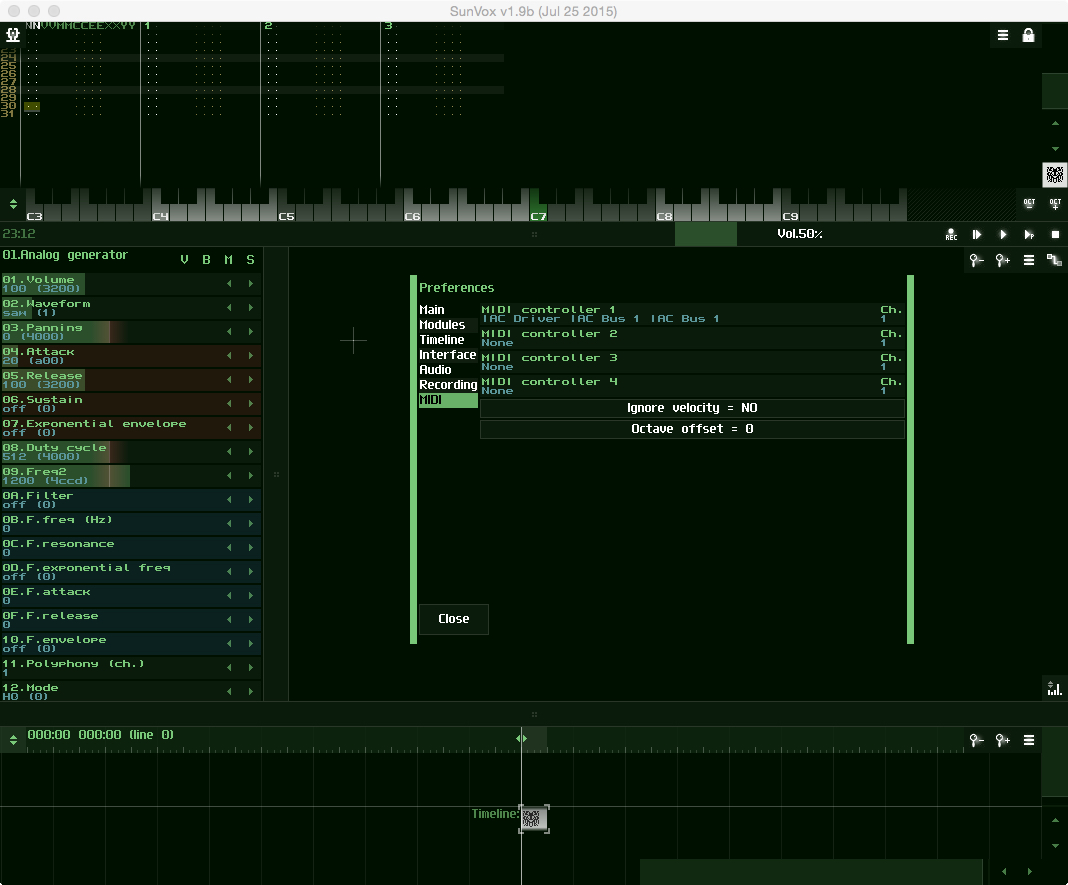 SunVox v1.9b (Jul 25 2015)
NNVVMMCCEEXXYY 1 2 3
23
24
25
26
27
28
29
30
31
C3 C4 C5 C6 C7 C8 C9
OCT - OCT +
23:12
Vol.50%
REC
01.Analog generator V B M S
01.Volume
100 (3200)
02.Waveform
saw (1)
03.Panning
0 (4000)
04.Attack
20 (a00)
05.Release
100 (3200)
06.Sustain
off (0)
07.Exponential envelope
off (0)
08.Duty cycle
512 (4000)
09.Freq2
1200 (4ccd)
0A.Filter
off (0)
0B.F.freq (Hz)
0
0C.F.resonance
0
0D.F.exponential freq
off (0)
0E.F.attack
0
0F.F.release
0
10.F.envelope
off (0)
11.Polyphony (ch.)
1
12.Mode
HQ (0)
Preferences
Main
Modules
Timeline
Interface
Audio
Recording
MIDI
MIDI controller 1 Ch.
IAC Driver IAC Bus 1 IAC Bus 1 1
MIDI controller 2 Ch.
None 1
MIDI controller 3 Ch.
None 1
MIDI controller 4 Ch.
None 1
Ignore velocity = NO
Octave offset = 0
Close
000:00 000:00 (line 0)
Timeline: